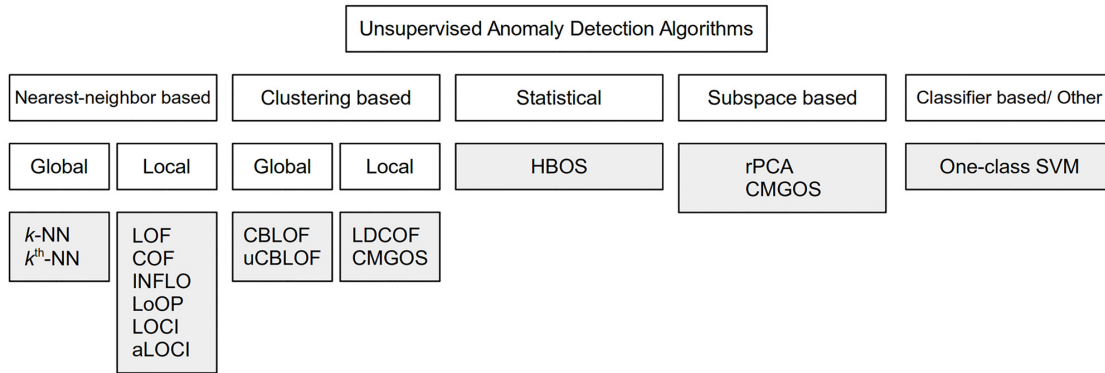 Unsupervised Anomaly Detection Algorithms
Nearest-neighbor based
Clustering based
Statistical
Subspace based
Classifier based/ Other
Global
Local
Global
Local
HBOS
rPCA
CMGOS
One-class SVM
k-NN
kth-NN
LOF
COF
INFLO
LoOP
LOCI
aLOCI
CBLOF
uCBLOF
LDCOF
CMGOS